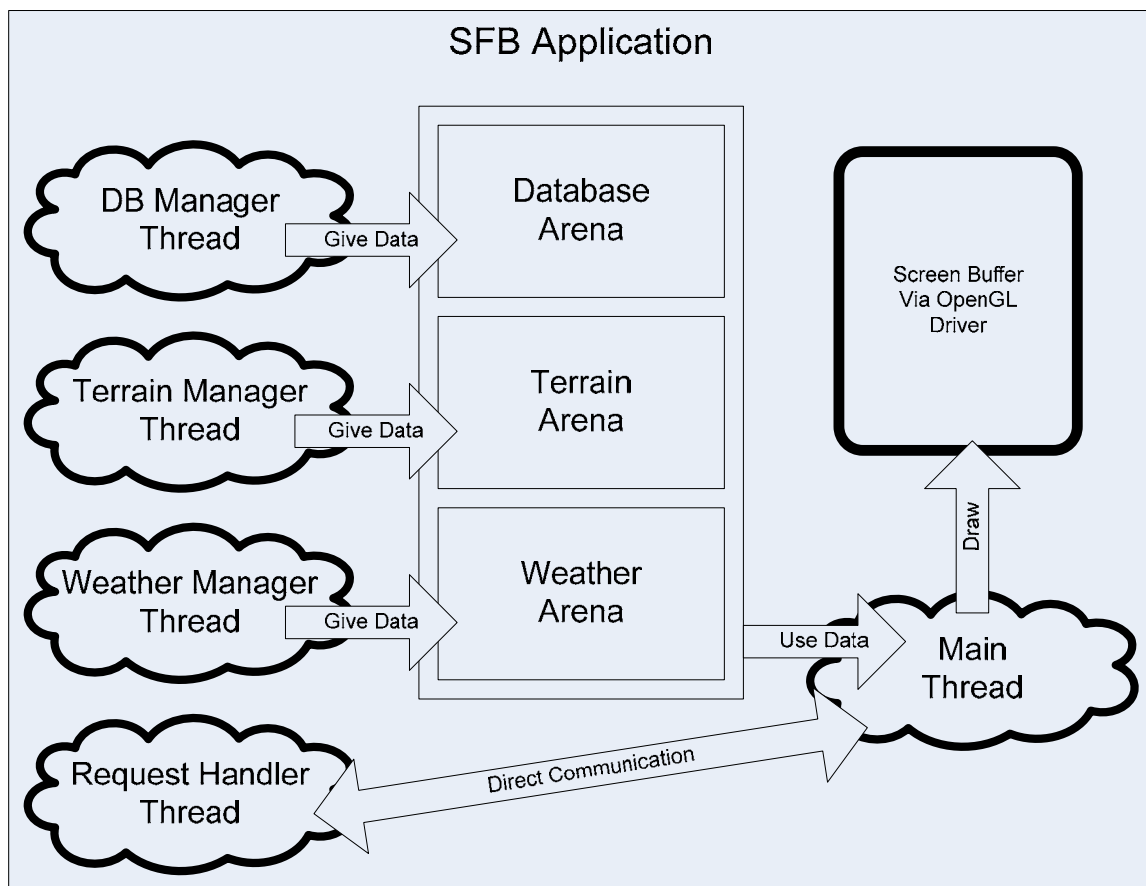 SFB Application
DB Manager
Thread
Give Data
Database
Arena
Screen Buffer
Via OpenGL
Driver
Terrain Manager
Thread
Give Data
Terrain
Arena
Draw
Weather Manager
Thread
Give Data
Weather
Arena
Use Data
Main
Thread
Direct Communication
Request Handler
Thread